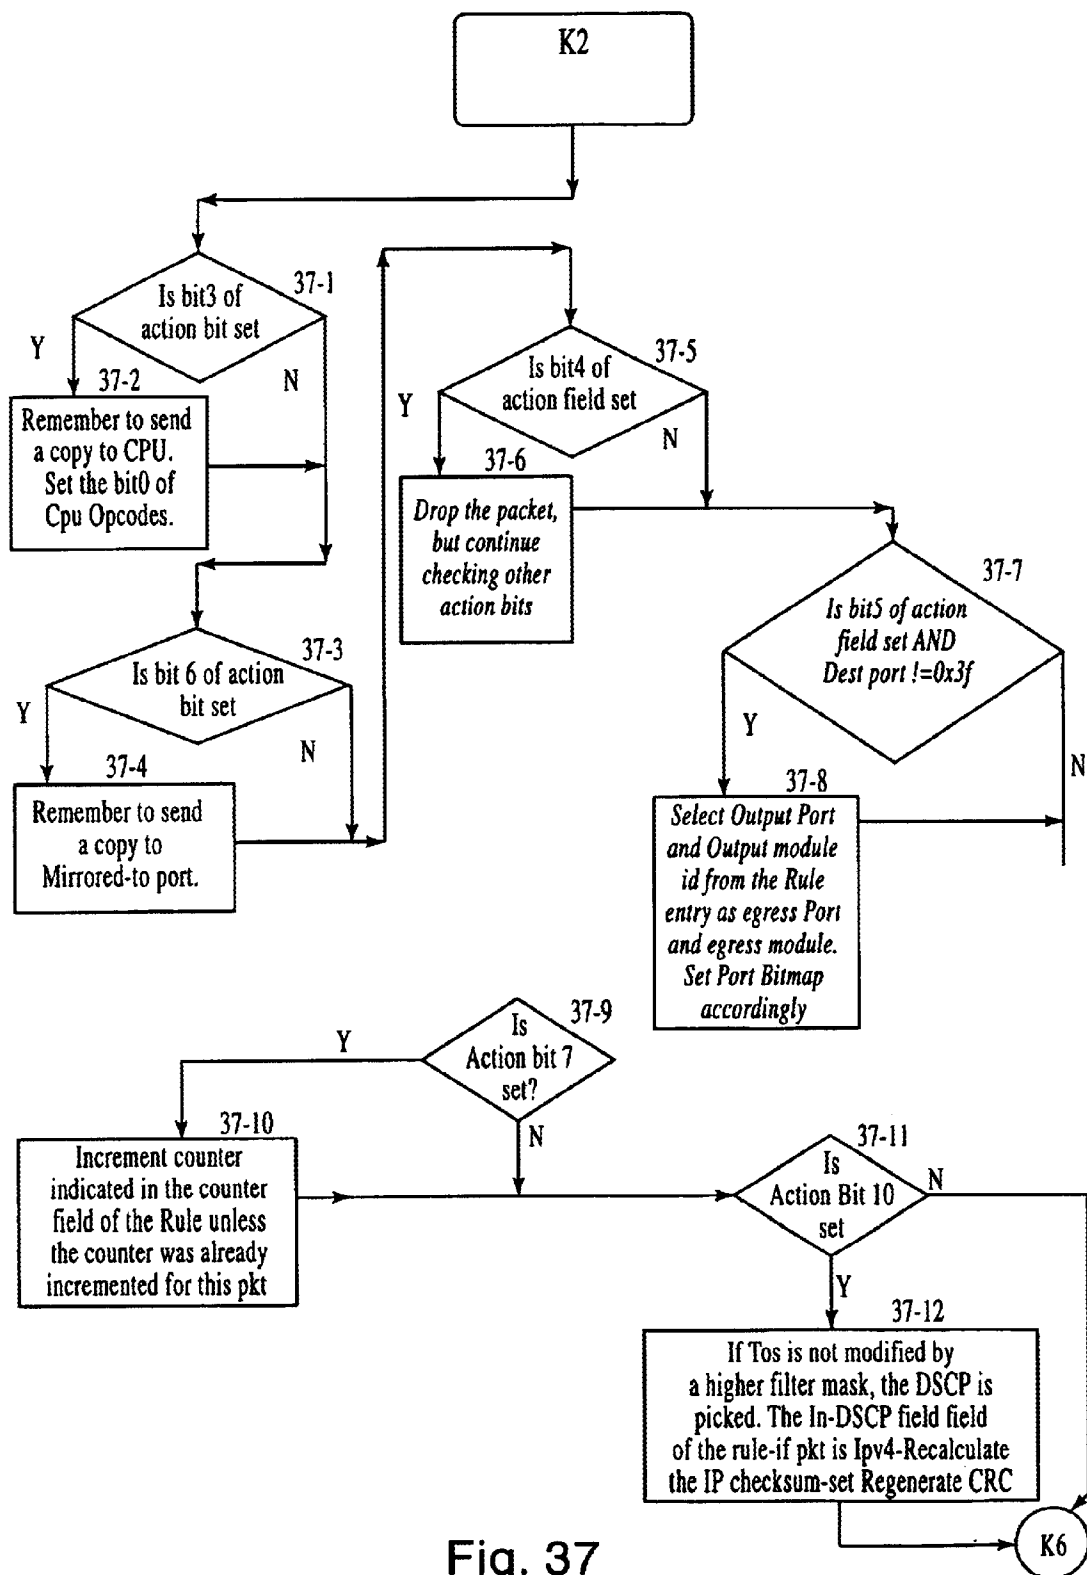 K2
37-1
Is bit3 of
action bit set
Y
N
37-2
Remember to send
a copy to CPU.
Set the bit0 of
Cpu Opcodes.
37-3
Is bit 6 of action
bit set
Y
N
37-4
Remember to send
a copy to
Mirrored-to port.
37-5
Is bit4 of
action field set
Y
N
37-6
Drop the packet,
but continue
checking other
action bits
37-7
Is bit5 of action
field set AND
Dest port !=0x3f
Y
N
37-8
Select Output Port
and Output module
id from the Rule
entry as egress Port
and egress module.
Set Port Bitmap
accordingly
37-9
Is
Action bit 7
set?
Y
N
37-10
Increment counter
indicated in the counter
field of the Rule unless
the counter was already
incremented for this pkt
37-11
Is
Action Bit 10
set
N
Y
37-12
If Tos is not modified by
a higher filter mask, the DSCP is
picked. The In-DSCP field field
of the rule-if pkt is Ipv4-Recalculate
the IP checksum-set Regenerate CRC
K6
Fig. 37